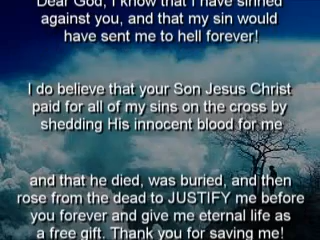 Dear God, I know that I have sinned
against you, and that my sin would
have sent me to hell forever!
I do believe that your Son Jesus Christ
paid for all of my sins on the cross by
shedding His innocent blood for me
and that he died, was buried, and then
rose from the dead to JUSTIFY me before
you forever and give me eternal life as
a free gift. Thank you for saving me!